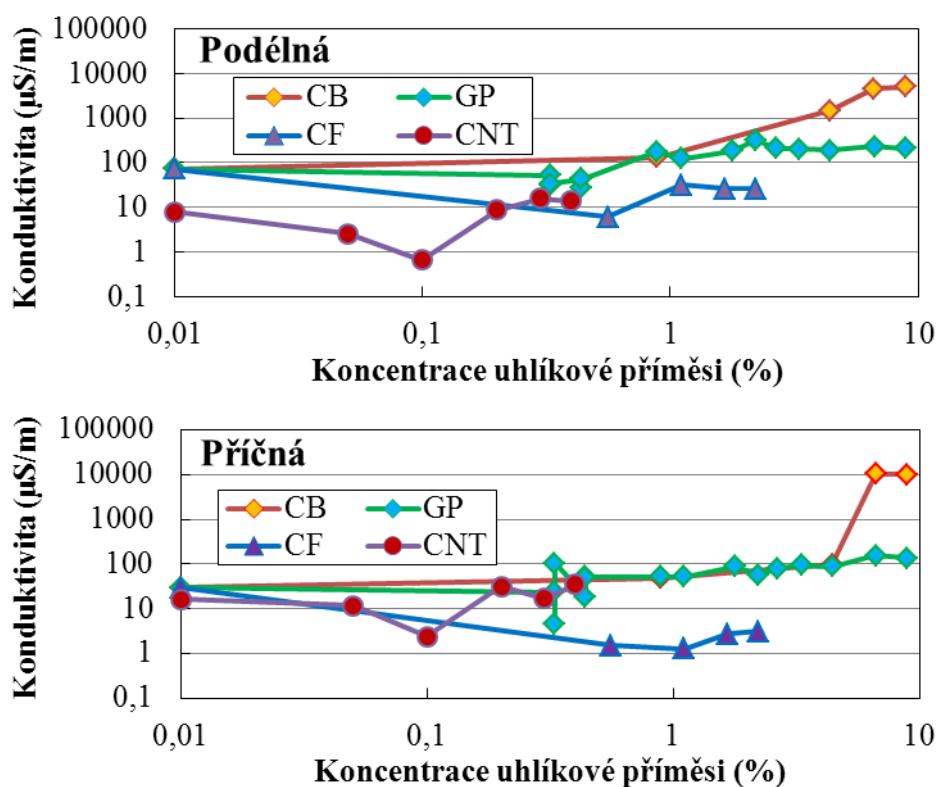 100000
10000
1000
100
10
1
0,1
Konduktivita (µS/m)
Podélná
CB GP
CF CNT
0,01 0,1 1 10
Koncentrace uhlíkové příměsi (%)
100000
10000
1000
100
10
1
0,1
Konduktivita (µS/m)
Příčná
CB GP
CF CNT
0,01 0,1 1 10
Koncentrace uhlíkové příměsi (%)